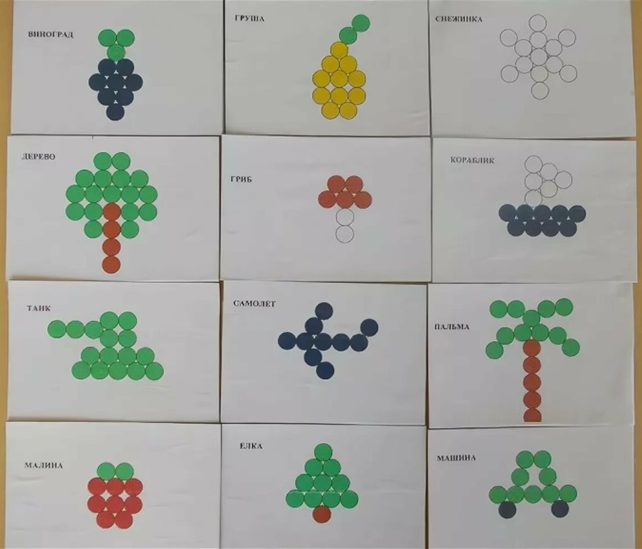 ВИНОГРАД
ГРУША
СНЕЖИНКА
ДЕРЕВО
ГРИБ
КОРАБЛИК
ТАНК
САМОЛЕТ
ПАЛЬМА
МАЛИНА
ЕЛКА
МАШИНА